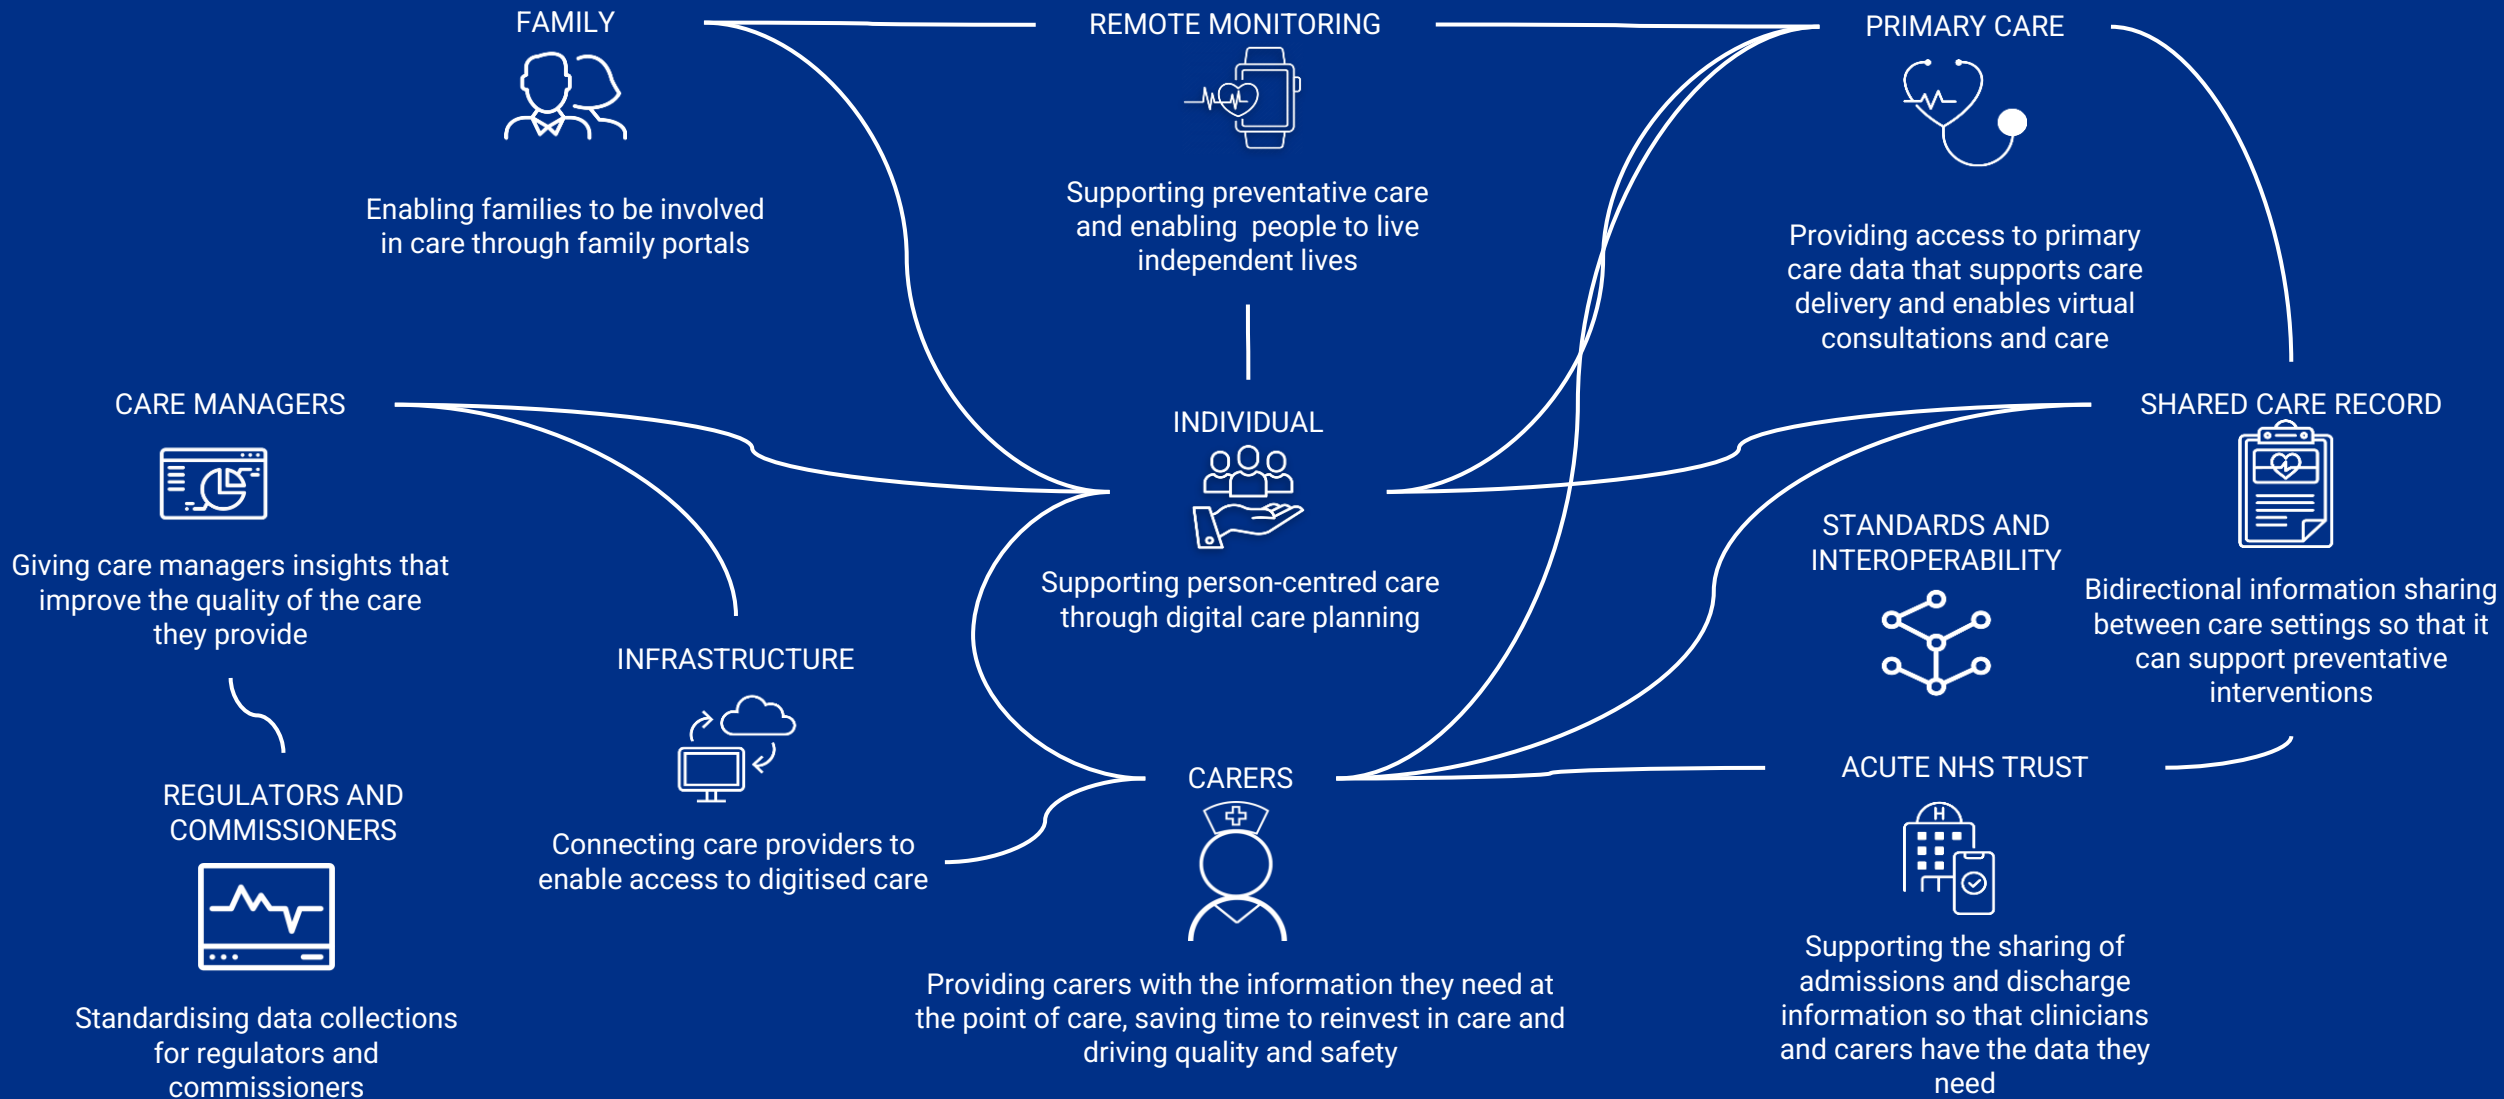 FAMILY
Enabling families to be involved
in care through family portals
REMOTE MONITORING
Supporting preventative care
and enabling  people to live
independent lives
PRIMARY CARE
Providing access to primary
care data that supports care
delivery and enables virtual
consultations and care
CARE MANAGERS
Giving care managers insights that
improve the quality of the care
they provide
INDIVIDUAL
Supporting person-centred care
through digital care planning
SHARED CARE RECORD
Bidirectional information sharing
between care settings so that it
can support preventative
interventions
STANDARDS AND
INTEROPERABILITY
INFRASTRUCTURE
Connecting care providers to
enable access to digitised care
REGULATORS AND
COMMISSIONERS
Standardising data collections
for regulators and
commissioners
CARERS
Providing carers with the information they need at
the point of care, saving time to reinvest in care and
driving quality and safety
ACUTE NHS TRUST
H
Supporting the sharing of
admissions and discharge
information so that clinicians
and carers have the data they
need